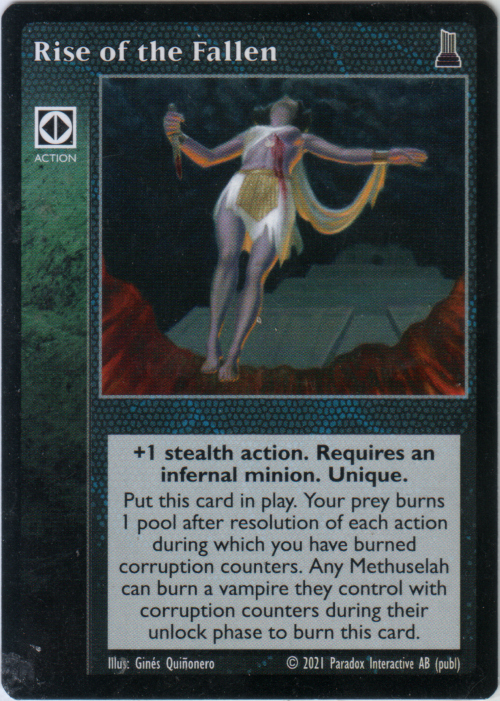 Rise of the Fallen
ACTION
+1 stealth action. Requires an
infernal minion. Unique.
Put this card in play. Your prey burns
1 pool after resolution of each action
during which you have burned
corruption counters. Any Methuselah
can burn a vampire they control with
corruption counters during their
unlock phase to burn this card.
Illus: Ginés Quiñonero © 2021 Paradox Interactive AB (publ)